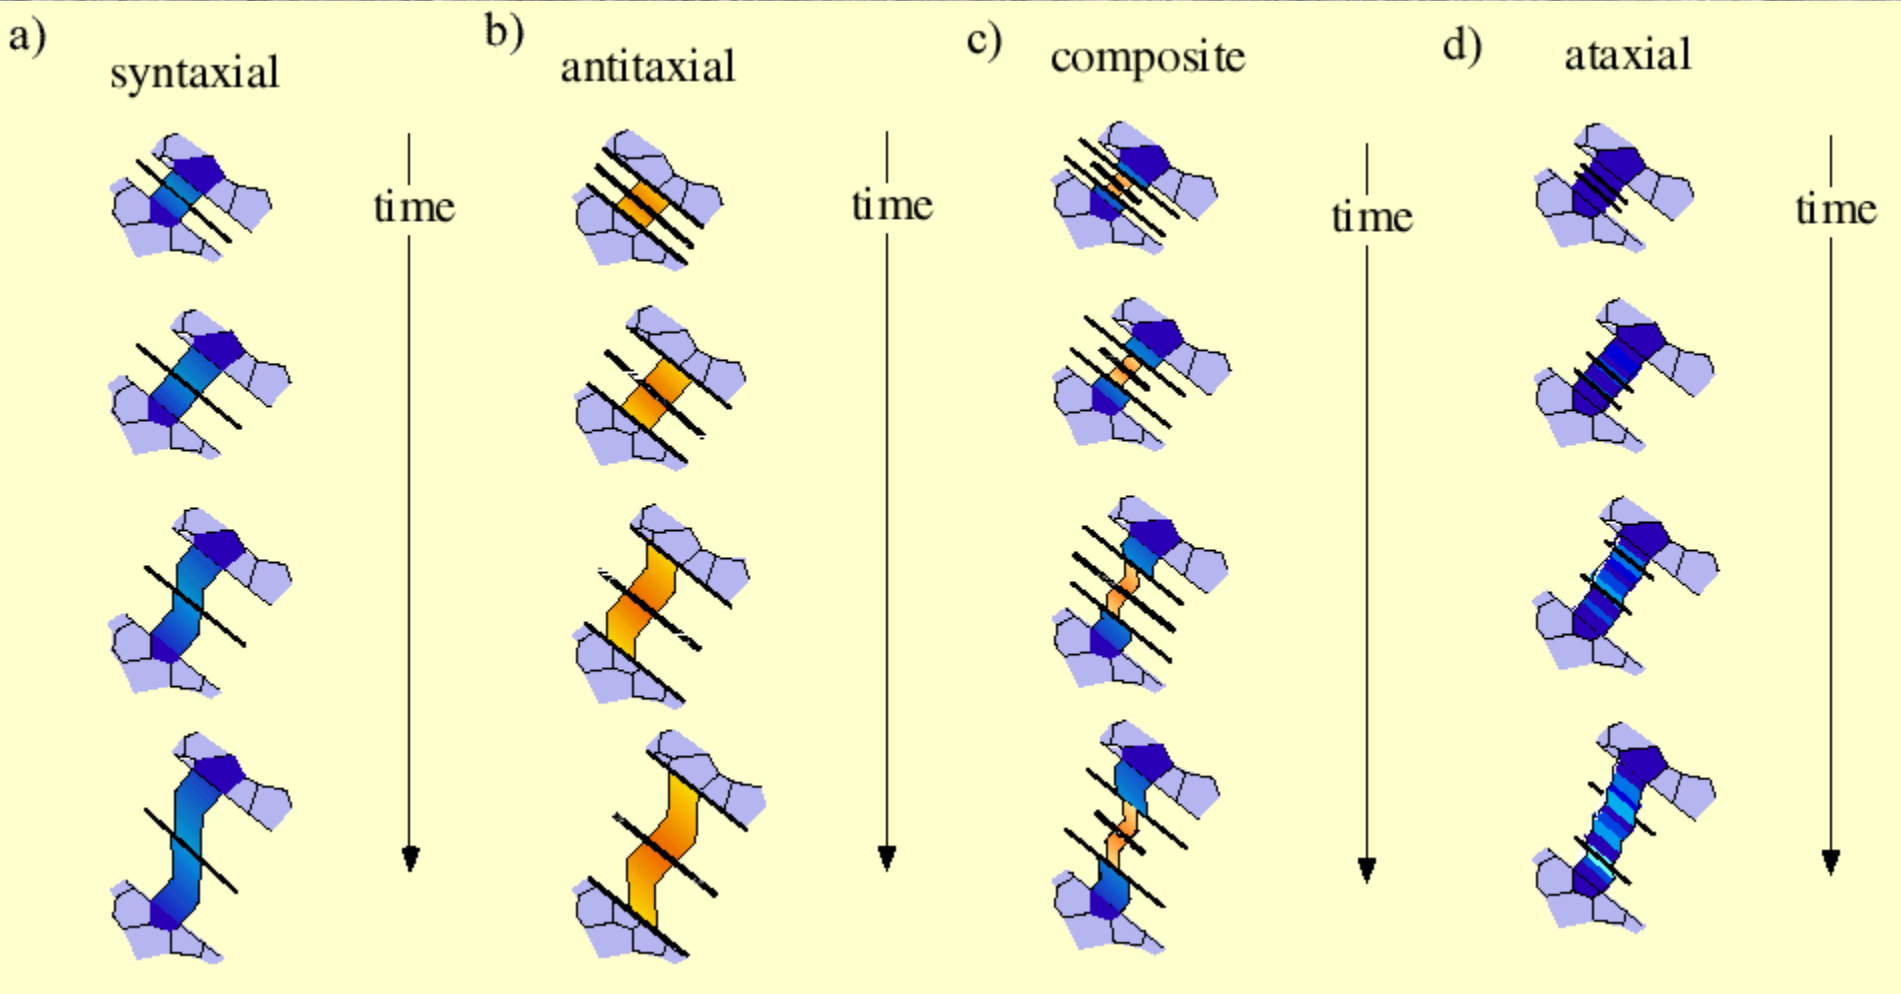 a)
syntaxial
time
b)
antitaxial
time
c)
composite
time
d)
ataxial
time